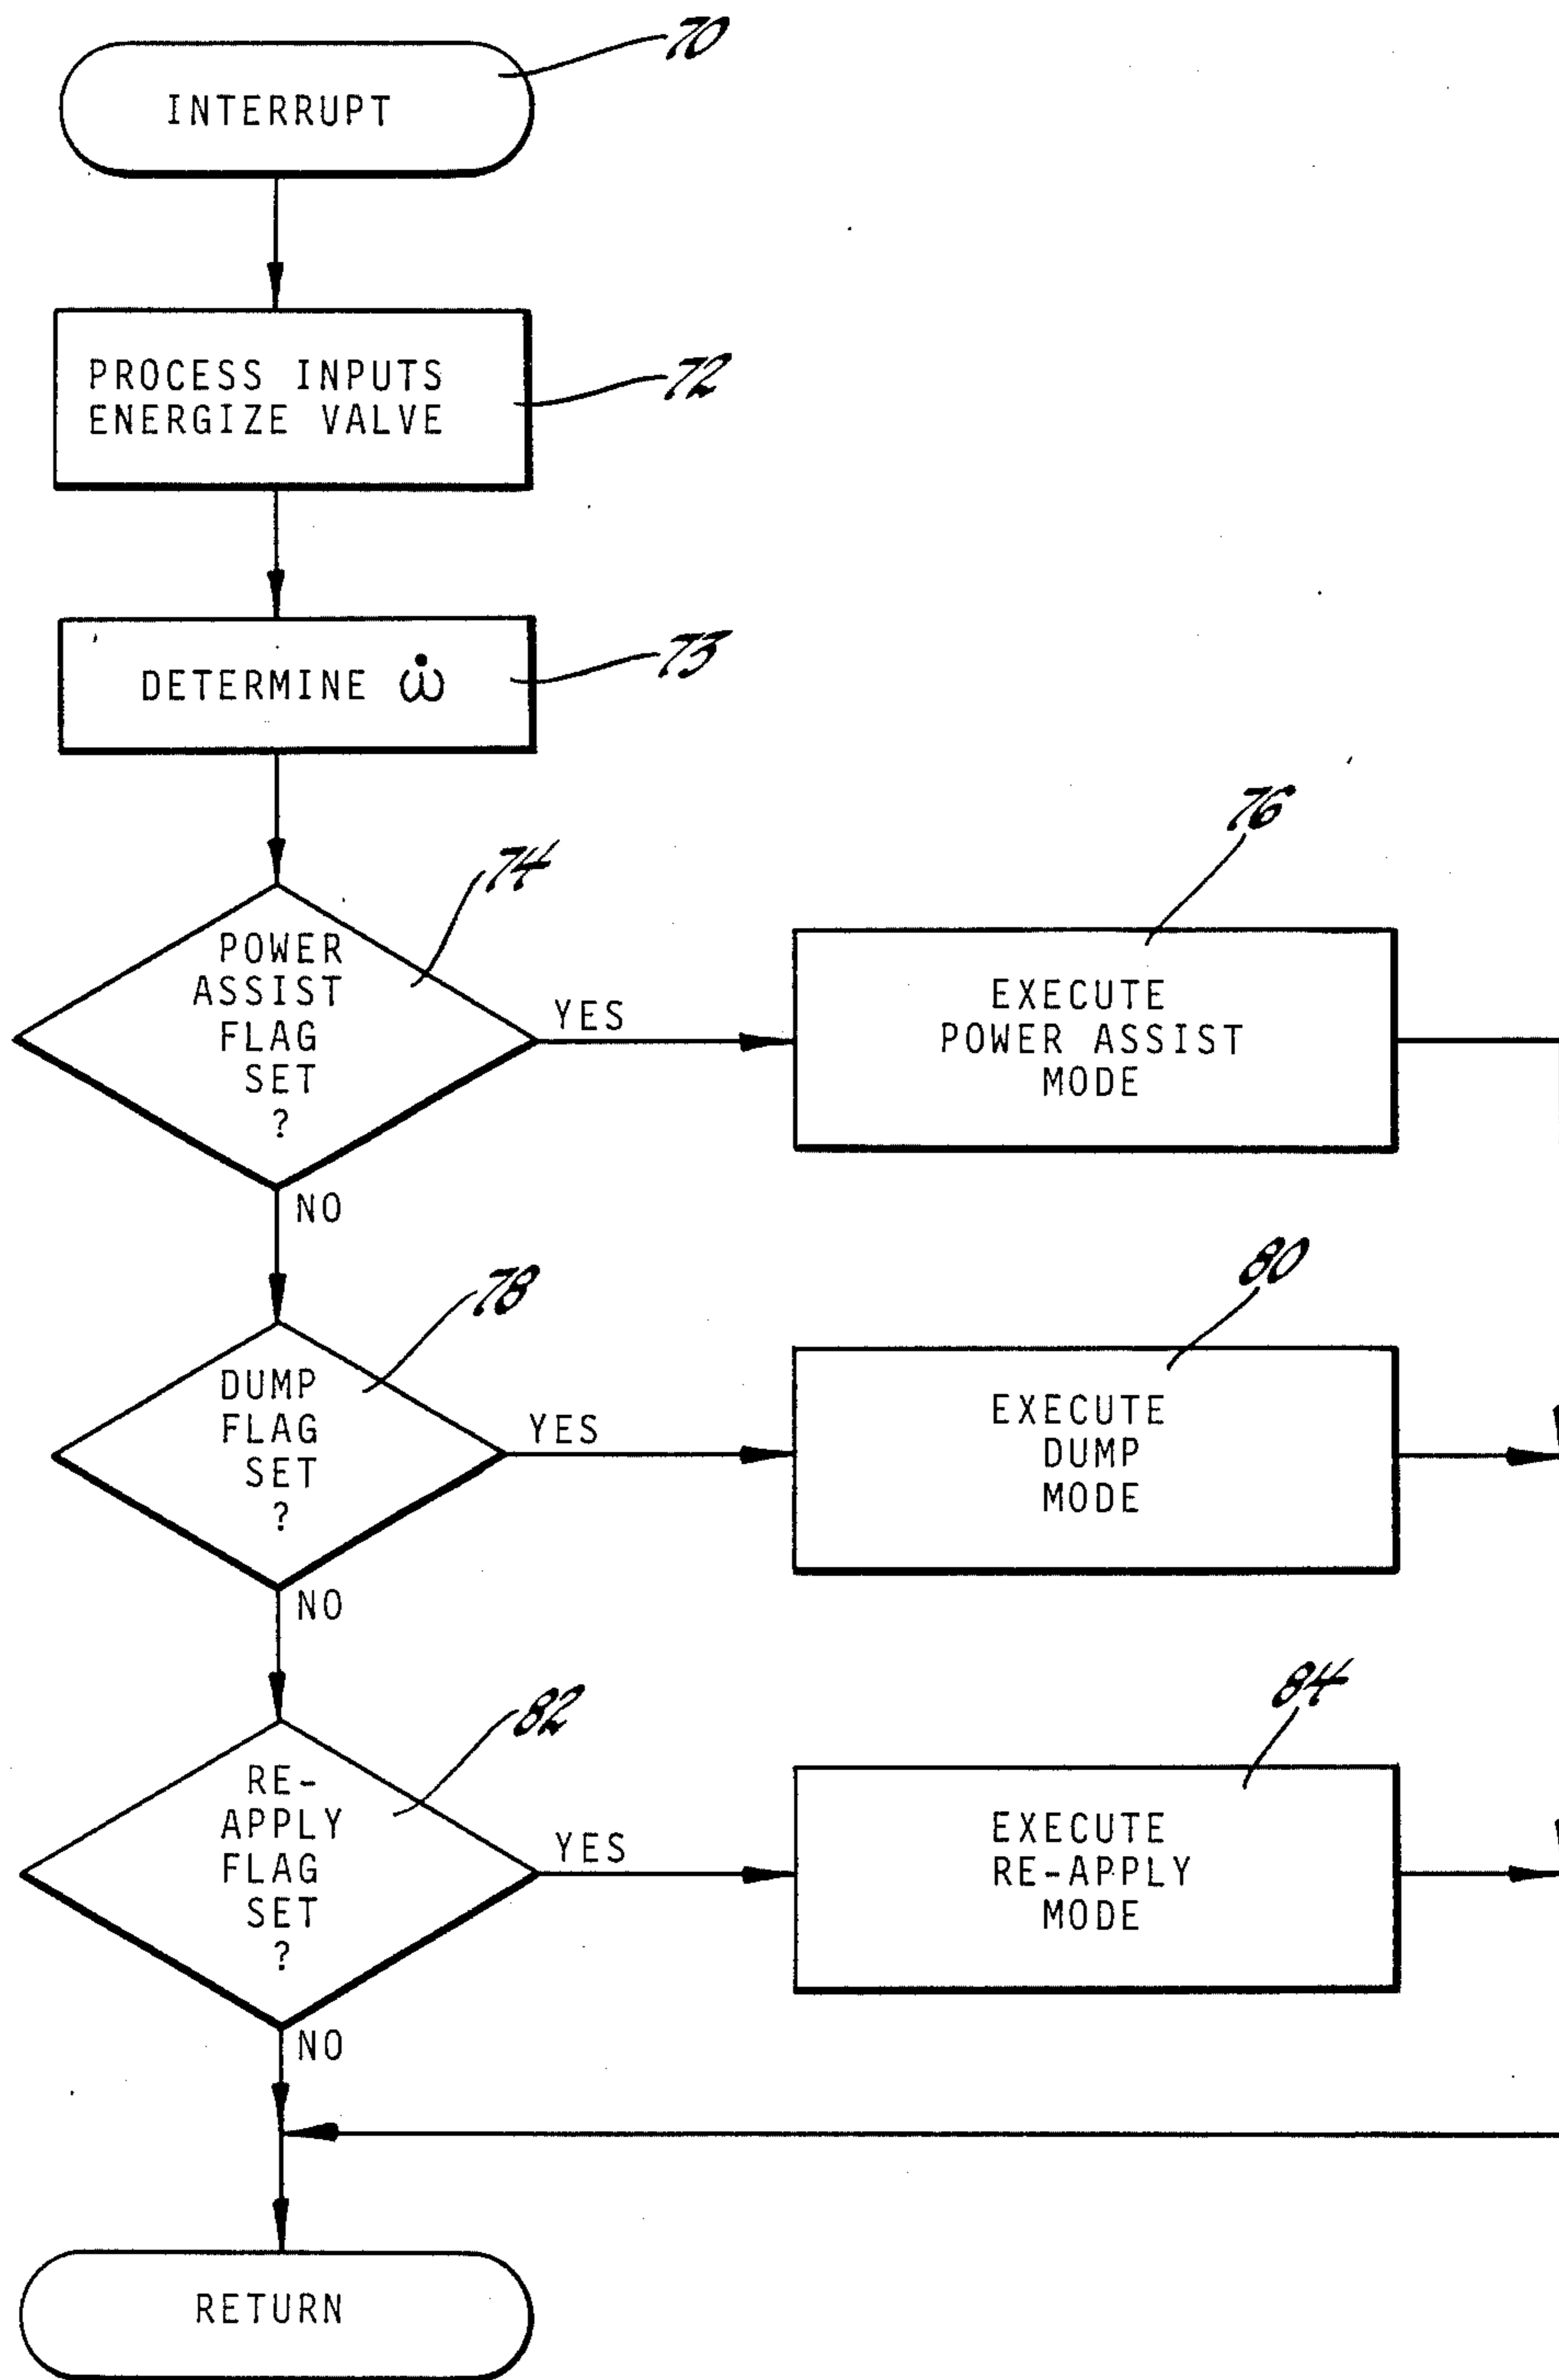 70
INTERRUPT
PROCESS INPUTS
ENERGIZE VALVE
72
DETERMINE ω̇
73
74
POWER
ASSIST
FLAG
SET
?
YES
NO
76
EXECUTE
POWER ASSIST
MODE
78
DUMP
FLAG
SET
?
YES
NO
80
EXECUTE
DUMP
MODE
82
RE-
APPLY
FLAG
SET
?
YES
NO
84
EXECUTE
RE-APPLY
MODE
RETURN